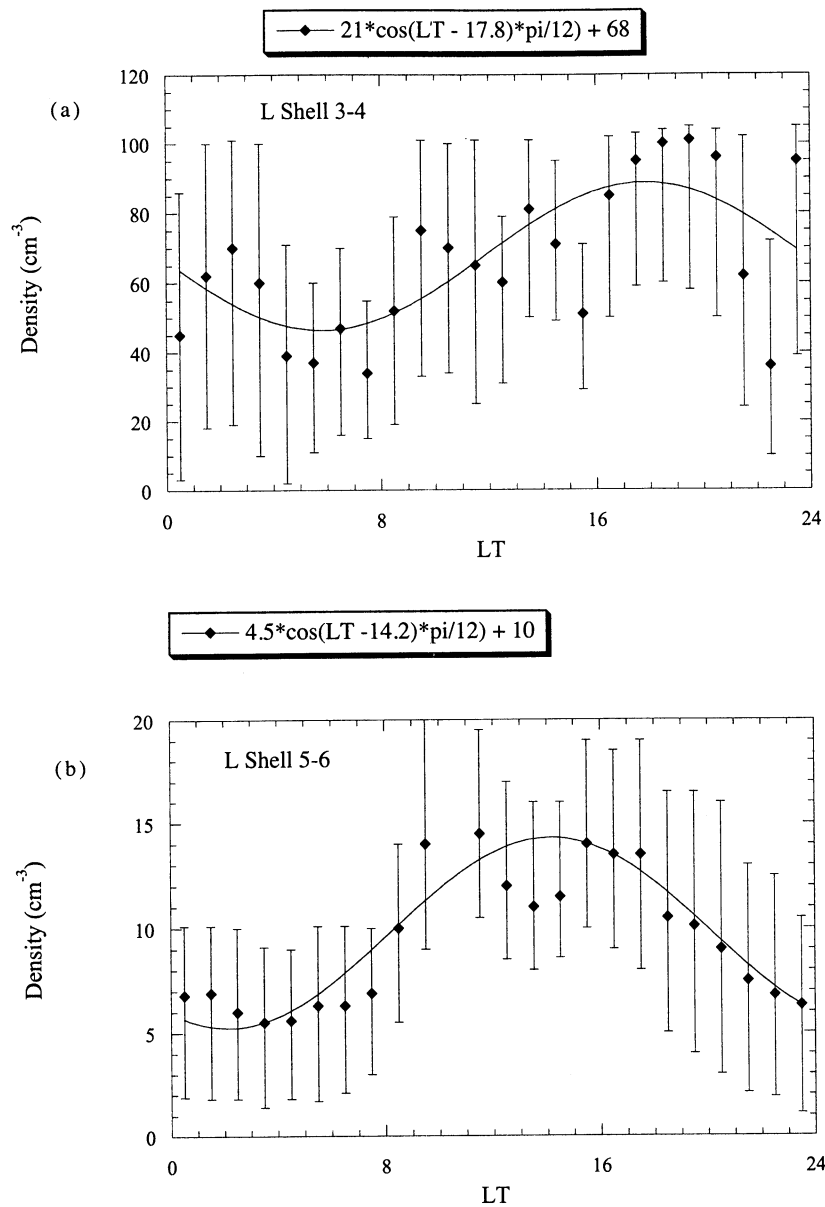 21*cos(LT - 17.8)*pi/12) + 68
(a)
L Shell 3-4
120
100
80
60
40
20
0
Density (cm⁻³)
0 8 16 24
LT
4.5*cos(LT -14.2)*pi/12) + 10
(b)
L Shell 5-6
20
15
10
5
0
Density (cm⁻³)
0 8 16 24
LT